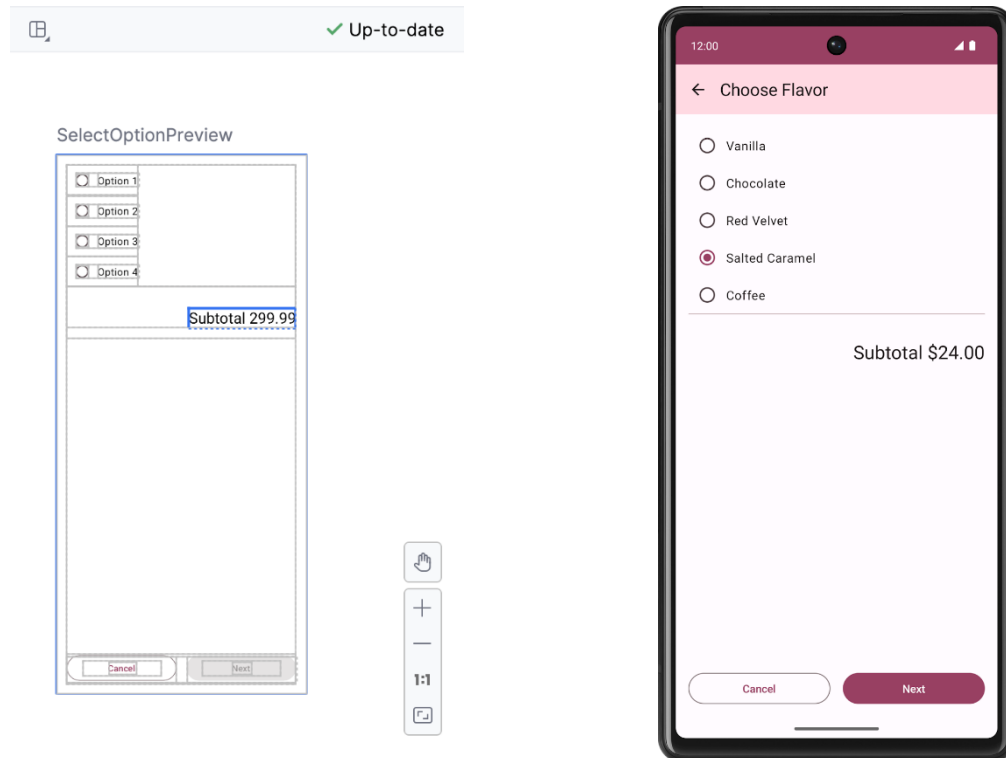 Up-to-date
SelectOptionPreview
Option 1
Option 2
Option 3
Option 4
Subtotal 299.99
Cancel
Next
1:1
12:00
Choose Flavor
Vanilla
Chocolate
Red Velvet
Salted Caramel
Coffee
Subtotal $24.00
Cancel
Next